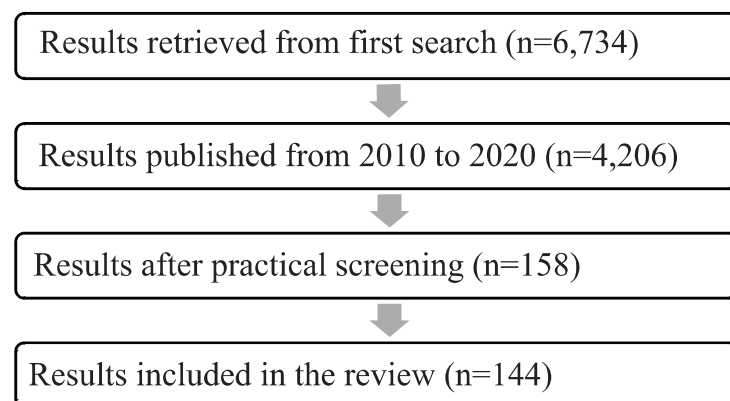 Results retrieved from first search (n=6,734)
Results published from 2010 to 2020 (n=4,206)
Results after practical screening (n=158)
Results included in the review (n=144)